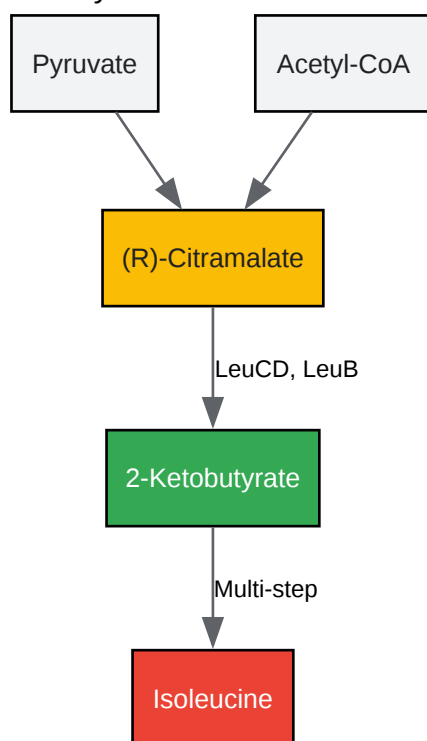 Pyruvate
Acetyl-CoA
(R)-Citramalate
LeuCD, LeuB
2-Ketobutyrate
Multi-step
Isoleucine